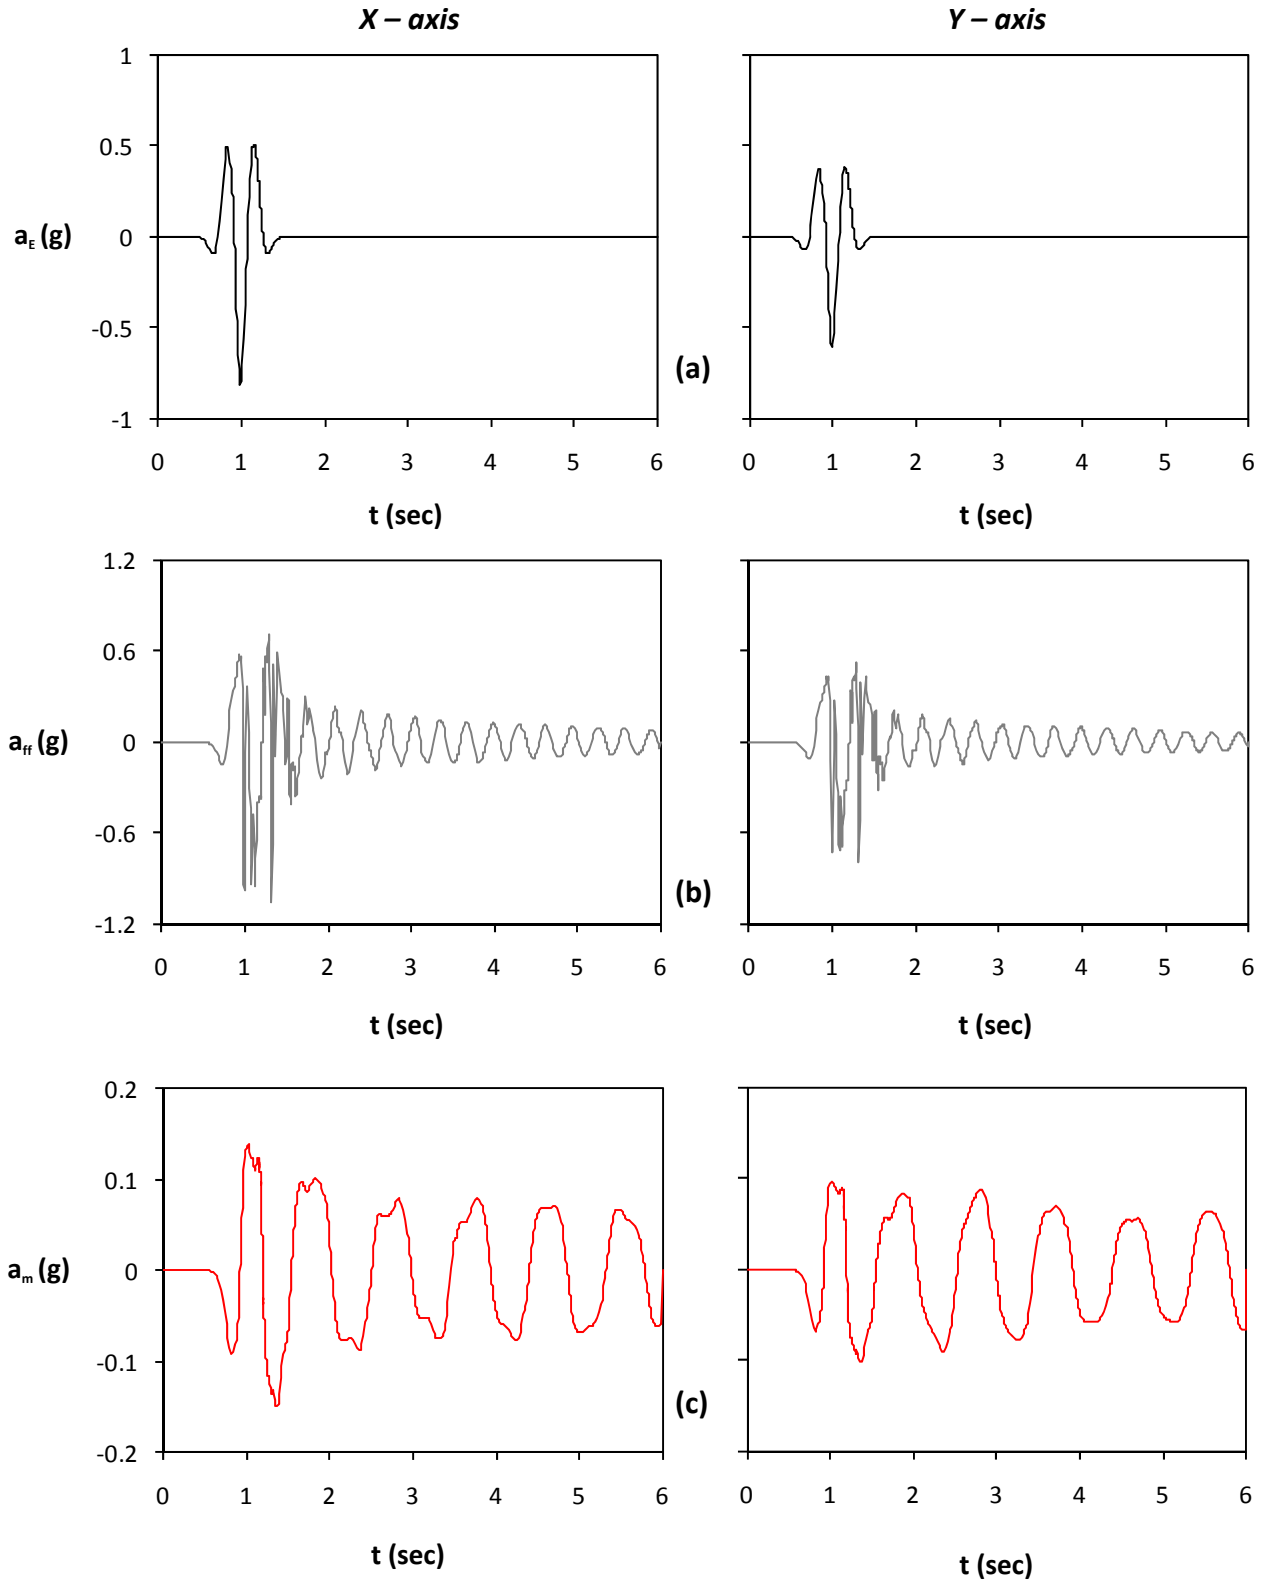 X – axis Y – axis
1
0.5
aE (g) 0
-0.5
(a)
-1
0 1 2 3 4 5 6 0 1 2 3 4 5 6
t (sec) t (sec)
1.2
0.6
aff (g) 0
-0.6
(b)
-1.2
0 1 2 3 4 5 6 0 1 2 3 4 5 6
t (sec) t (sec)
0.2
0.1
am (g) 0
-0.1
(c)
-0.2
0 1 2 3 4 5 6 0 1 2 3 4 5 6
t (sec) t (sec)